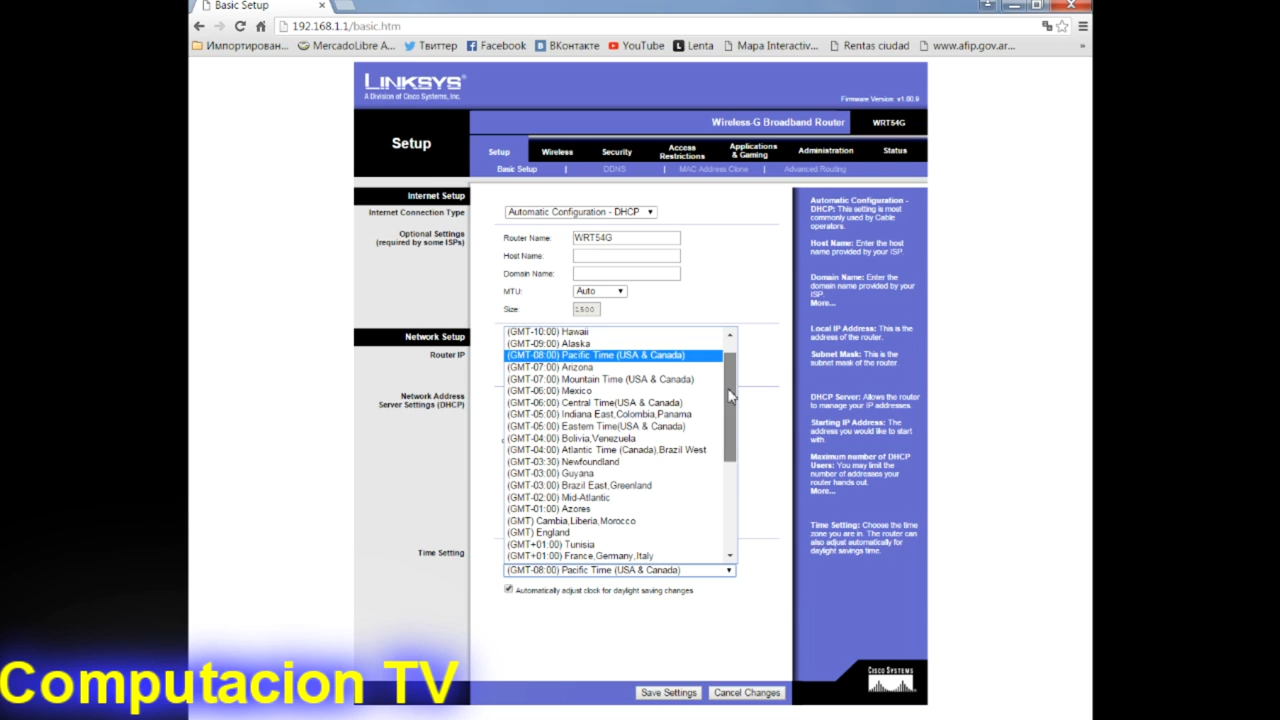 Basic Setup
192.168.1.1/basic.htm
Импортирован... MercadoLibre A... Твиттер Facebook ВКонтакте YouTube Lenta Mapa Interactiv... Rentas ciudad www.afip.gov.ar...
LINKSYS®
A Division of Cisco Systems, Inc.
Firmware Version v1.00.9
Wireless-G Broadband Router WRT54G
Setup
Setup Wireless Security Access Restrictions Applications & Gaming Administration Status
Basic Setup | DDNS | MAC Address Clone | Advanced Routing
Internet Setup
Internet Connection Type
Automatic Configuration - DHCP
Optional Settings
(required by some ISPs)
Router Name: WRT54G
Host Name:
Domain Name:
MTU: Auto
Size: 1500
Network Setup
Router IP
Network Address
Server Settings (DHCP)
(GMT-10:00) Hawaii
(GMT-09:00) Alaska
(GMT-08:00) Pacific Time (USA & Canada)
(GMT-07:00) Arizona
(GMT-07:00) Mountain Time (USA & Canada)
(GMT-06:00) Mexico
(GMT-06:00) Central Time(USA & Canada)
(GMT-05:00) Indiana East,Colombia,Panama
(GMT-05:00) Eastern Time(USA & Canada)
(GMT-04:00) Bolivia,Venezuela
(GMT-04:00) Atlantic Time (Canada),Brazil West
(GMT-03:30) Newfoundland
(GMT-03:00) Guyana
(GMT-03:00) Brazil East,Greenland
(GMT-02:00) Mid-Atlantic
(GMT-01:00) Azores
(GMT) Cambia,Liberia,Morocco
(GMT) England
(GMT+01:00) Tunisia
(GMT+01:00) France,Germany,Italy
Time Setting
(GMT-08:00) Pacific Time (USA & Canada)
Automatically adjust clock for daylight saving changes
Automatic Configuration -
DHCP: This setting is most
commonly used by Cable
operators.
Host Name: Enter the host
name provided by your ISP.
Domain Name: Enter the
domain name provided by your
ISP.
More...
Local IP Address: This is the
address of the router.
Subnet Mask: This is the
subnet mask of the router.
DHCP Server: Allows the router
to manage your IP addresses.
Starting IP Address: The
address you would like to start
with.
Maximum number of DHCP
Users: You may limit the
number of addresses your
router hands out.
More...
Time Setting: Choose the time
zone you are in. The router can
also adjust automatically for
daylight savings time.
CISCO SYSTEMS
Save Settings Cancel Changes
Computacion TV